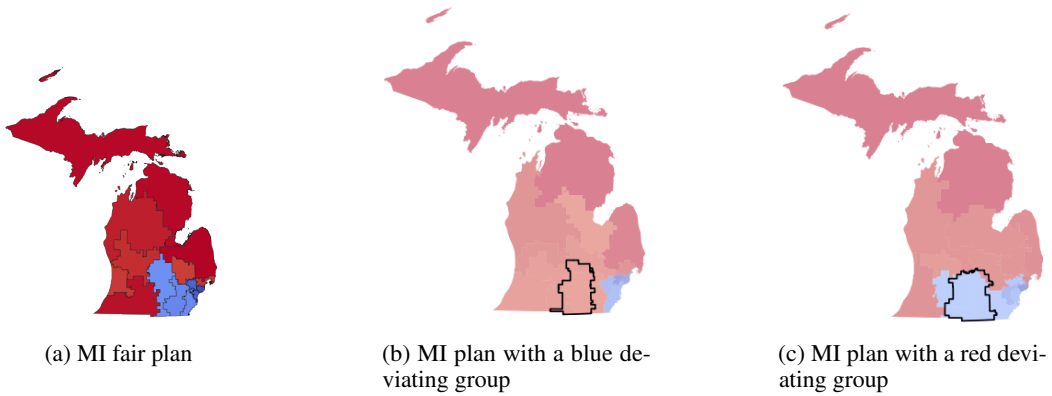 (a) MI fair plan
(b) MI plan with a blue de-
viating group
(c) MI plan with a red devi-
ating group